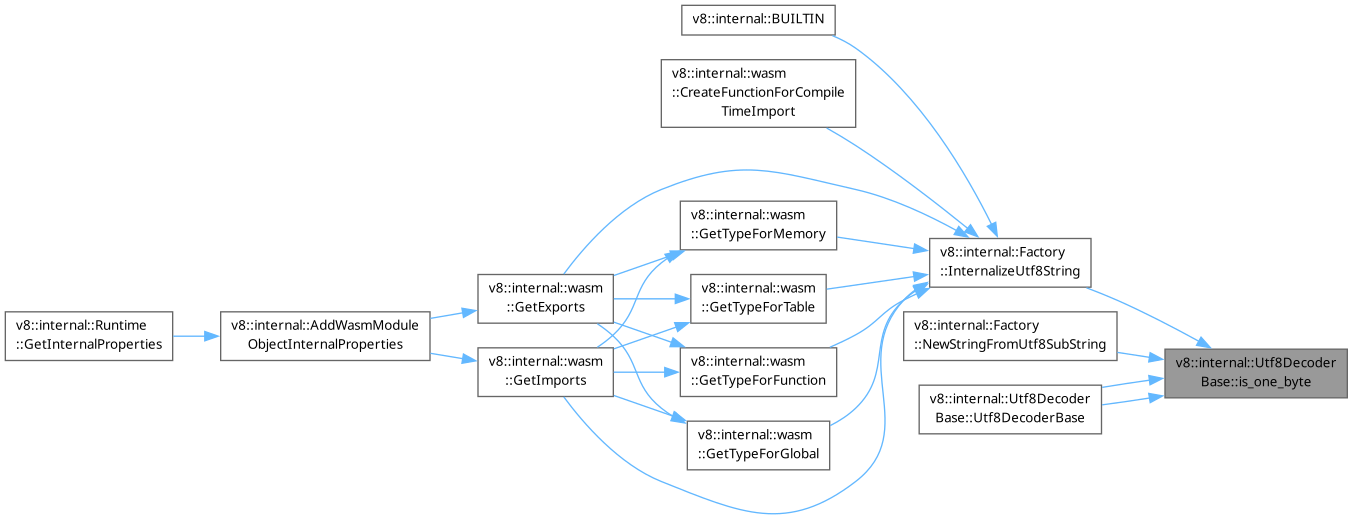 v8::internal::BUILTIN
v8::internal::wasm
::CreateFunctionForCompile
TimeImport
v8::internal::wasm
::GetTypeForMemory
v8::internal::Factory
::InternalizeUtf8String
v8::internal::wasm
::GetExports
v8::internal::wasm
::GetTypeForTable
v8::internal::Runtime
::GetInternalProperties
v8::internal::AddWasmModule
ObjectInternalProperties
v8::internal::Factory
::NewStringFromUtf8SubString
v8::internal::wasm
::GetImports
v8::internal::wasm
::GetTypeForFunction
v8::internal::Utf8Decoder
Base::is_one_byte
v8::internal::Utf8Decoder
Base::Utf8DecoderBase
v8::internal::wasm
::GetTypeForGlobal